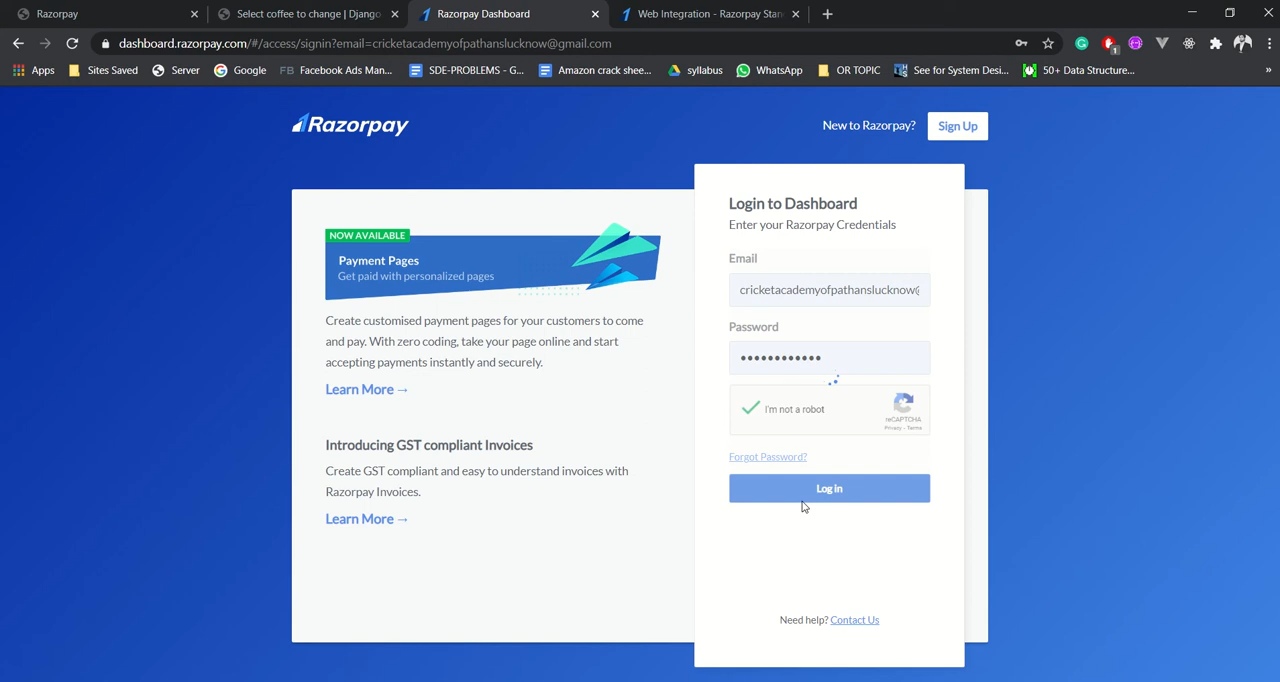 Razorpay
Select coffee to change | Django
Razorpay Dashboard
Web Integration - Razorpay Stan
dashboard.razorpay.com/#/access/signin?email=cricketacademyofpathanslucknow@gmail.com
1
Apps
Sites Saved
Server
Google
FB Facebook Ads Man...
SDE-PROBLEMS - G...
Amazon crack shee...
syllabus
WhatsApp
OR TOPIC
See for System Desi...
50+ Data Structure...
»
Razorpay
New to Razorpay?
Sign Up
NOW AVAILABLE
Payment Pages
Get paid with personalized pages
Create customised payment pages for your customers to come
and pay. With zero coding, take your page online and start
accepting payments instantly and securely.
Learn More →
Introducing GST compliant Invoices
Create GST compliant and easy to understand invoices with
Razorpay Invoices.
Learn More →
Login to Dashboard
Enter your Razorpay Credentials
Email
cricketacademyofpathanslucknow@
Password
••••••••••••
I'm not a robot
reCAPTCHA
Privacy - Terms
Forgot Password?
Log in
Need help? Contact Us